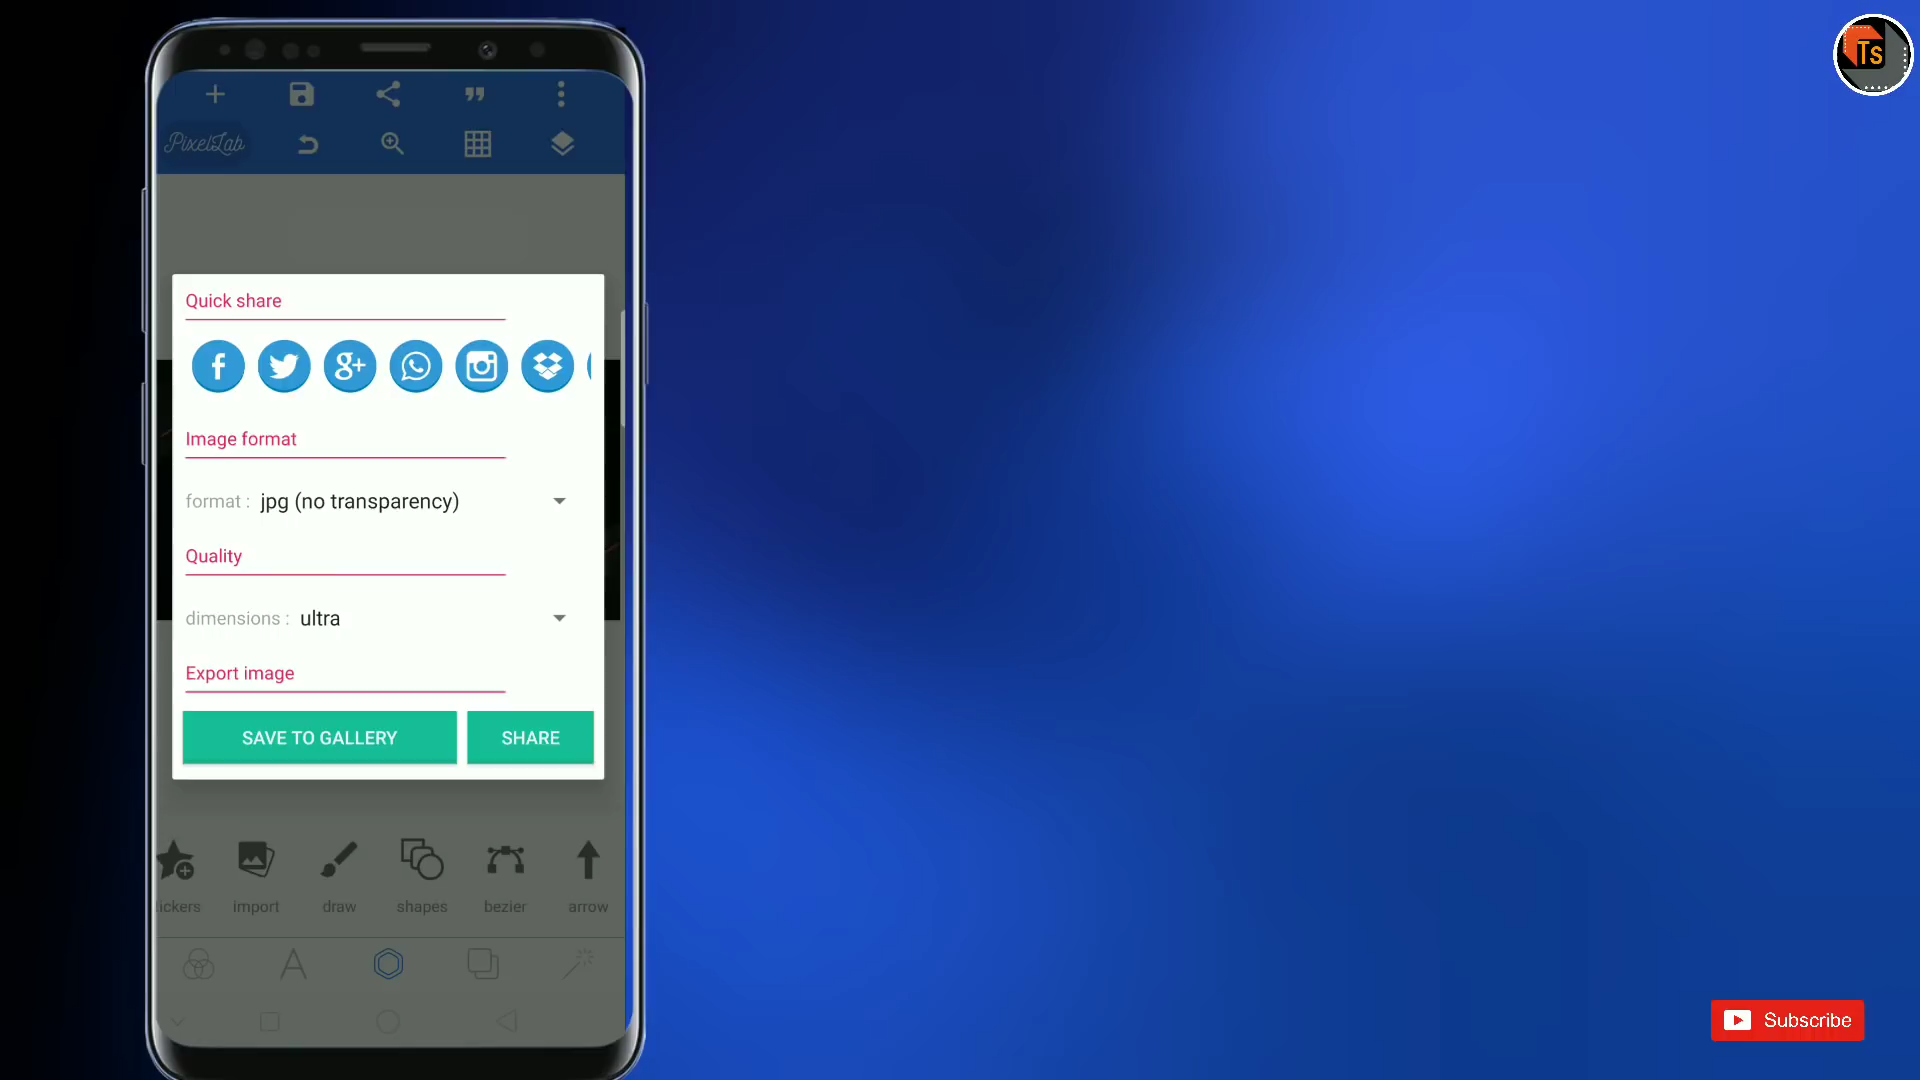 Ts
PixelLab
Quick share
Image format
format : jpg (no transparency)
Quality
dimensions : ultra
Export image
SAVE TO GALLERY SHARE
ickers import draw shapes bezier arrow
Subscribe